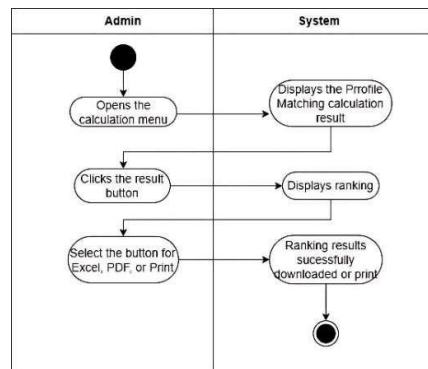 Admin
System
Opens the
calculation menu
Displays the Prrofile
Matching calculation
result
Clicks the result
button
Displays ranking
Select the button for
Excel, PDF, or Print
Ranking results
sucessfully
downloaded or print